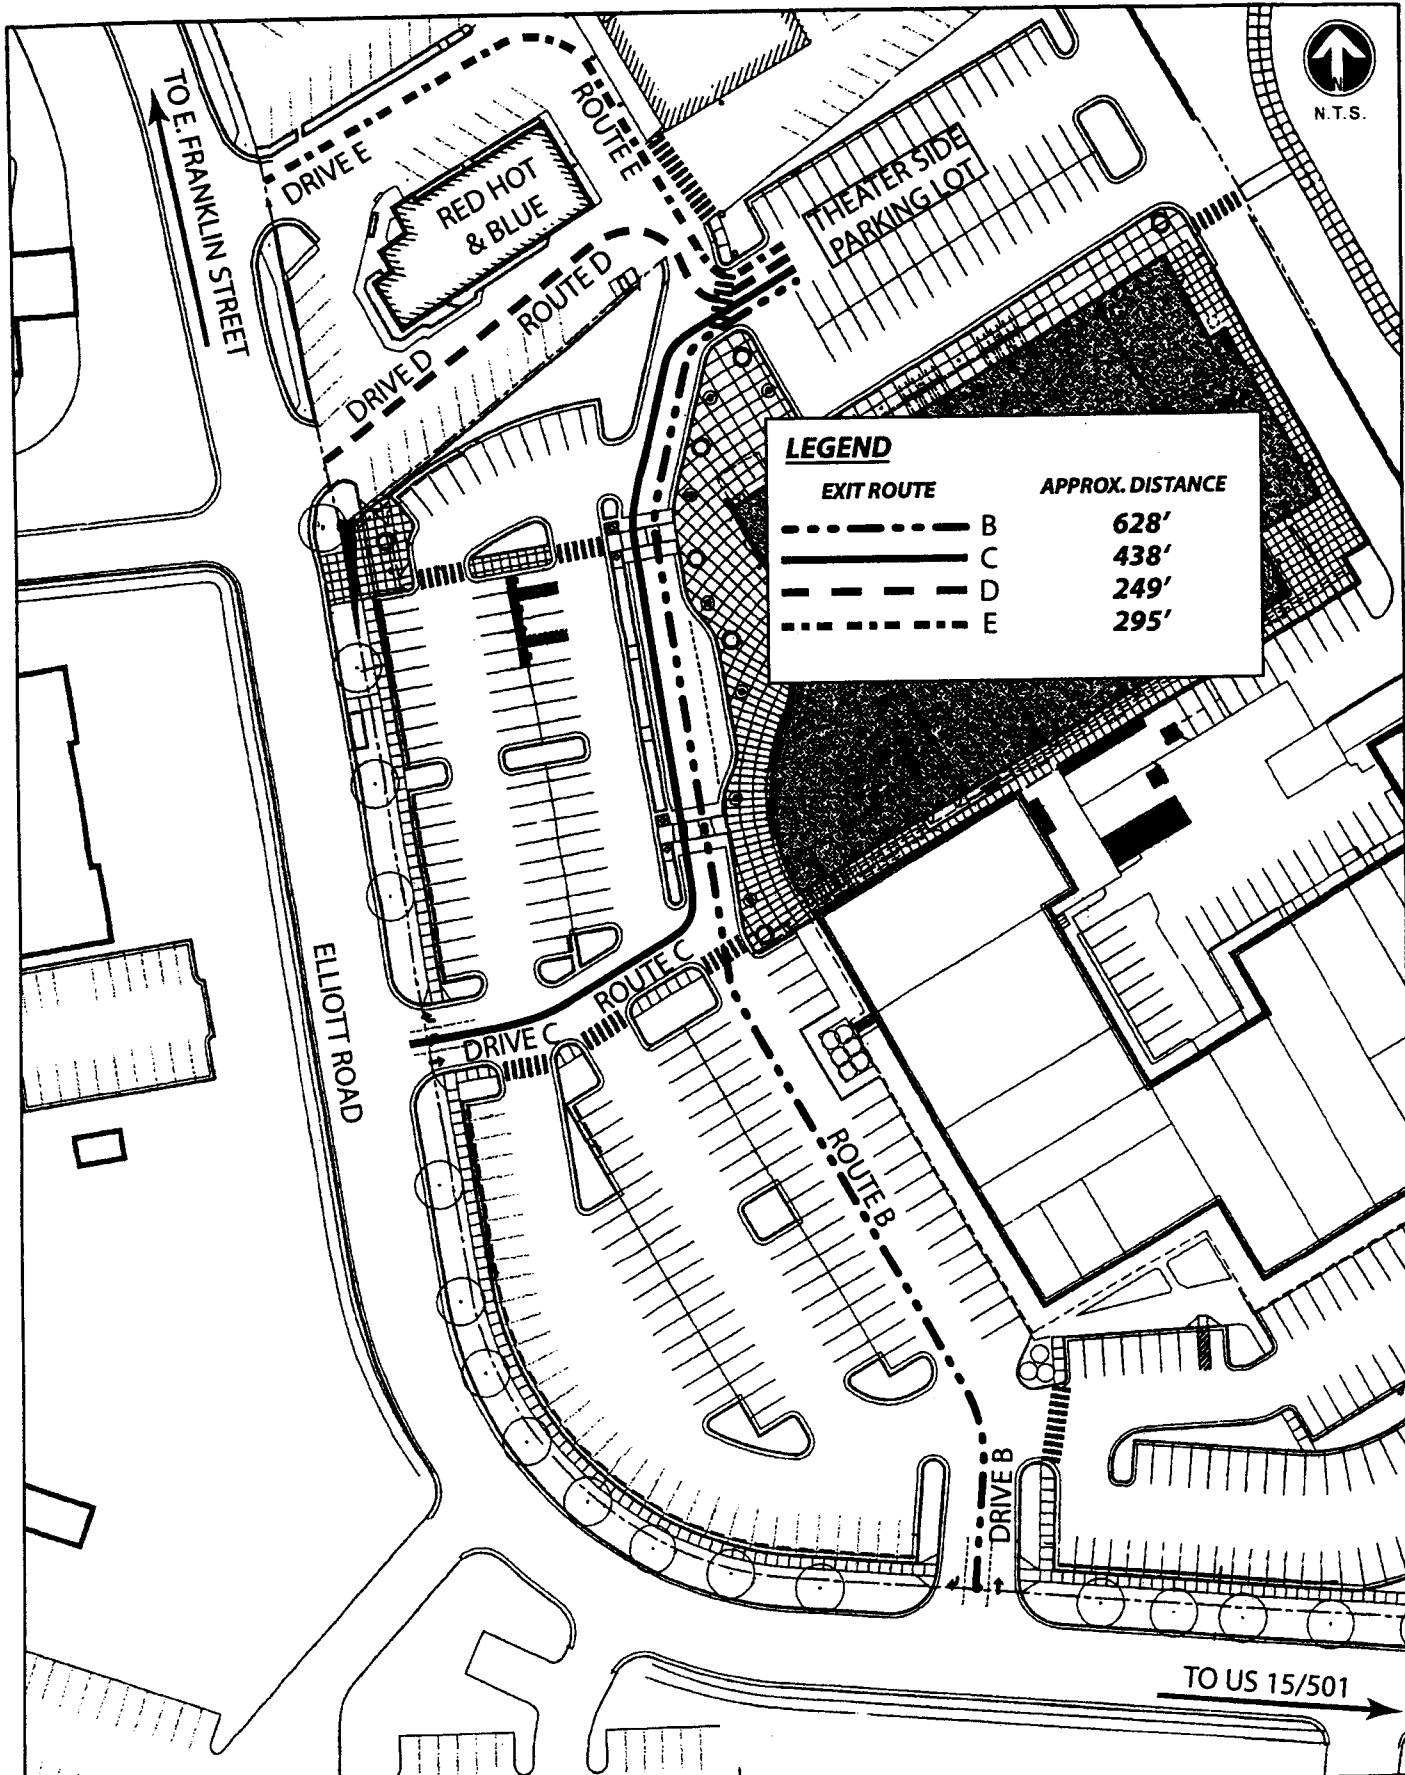 N
N.T.S.
TO E. FRANKLIN STREET
DRIVE E
ROUTE E
RED HOT
& BLUE
THEATER SIDE
PARKING LOT
ROUTE D
DRIVE D
LEGEND
EXIT ROUTE APPROX. DISTANCE
B 628'
C 438'
D 249'
E 295'
ELLIOTT ROAD
ROUTE C
DRIVE C
ROUTE B
DRIVE B
TO US 15/501